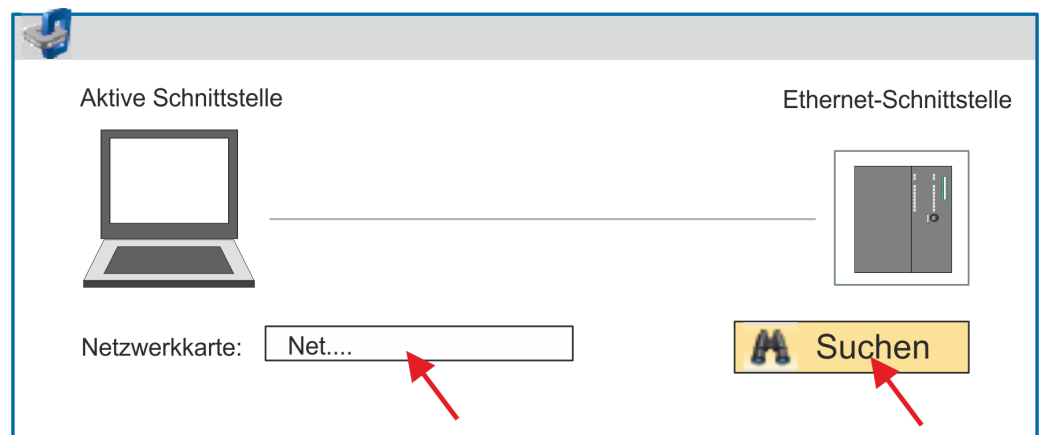 Aktive Schnittstelle
Ethernet-Schnittstelle
Netzwerkkarte:
Net....
Suchen